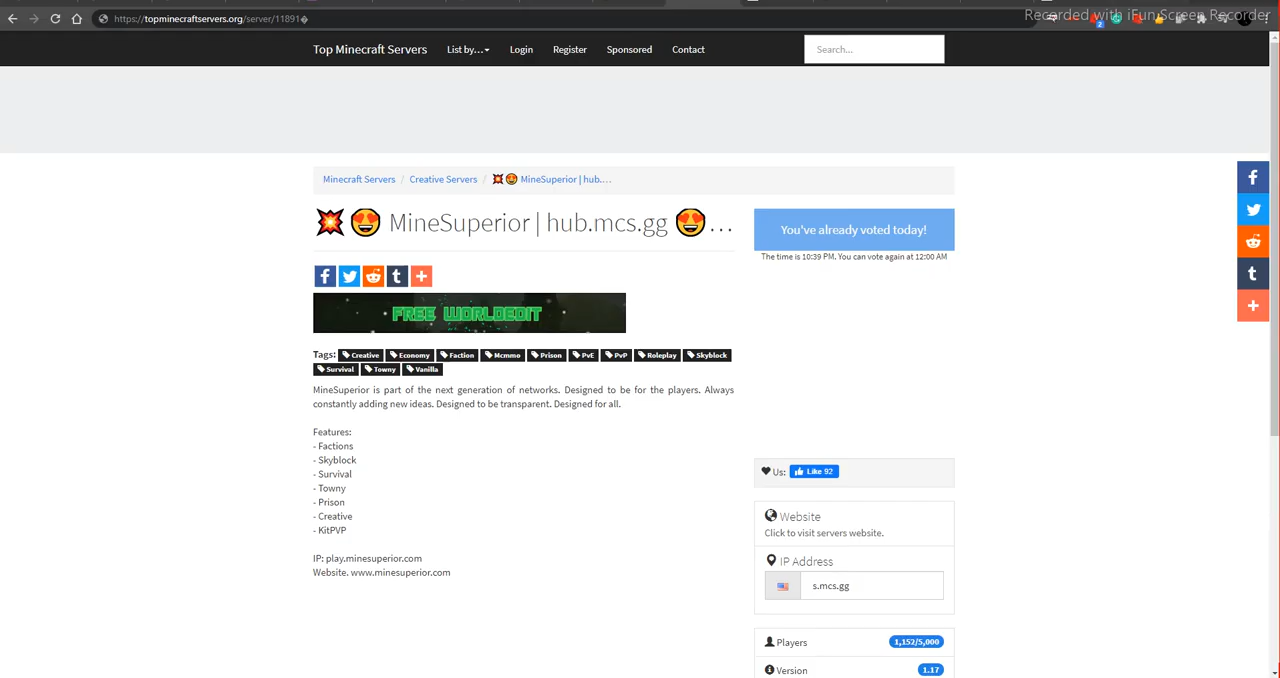 Recorded with iFun Screen Recorder
https://topminecraftservers.org/server/11891�
2
Top Minecraft Servers List by… Login Register Sponsored Contact Search...
Minecraft Servers / Creative Servers / 💥😍 MineSuperior | hub.…
💥😍 MineSuperior | hub.mcs.gg 😍…
You've already voted today!
The time is 10:39 PM. You can vote again at 12:00 AM
FREE WORLDEDIT
Tags: Creative Economy Faction Mcmmo Prison PvE PvP Roleplay Skyblock
Survival Towny Vanilla
MineSuperior is part of the next generation of networks. Designed to be for the players. Always
constantly adding new ideas. Designed to be transparent. Designed for all.
Features:
- Factions
- Skyblock
- Survival
- Towny
- Prison
- Creative
- KitPVP
IP: play.minesuperior.com
Website. www.minesuperior.com
Us: Like 92
Website
Click to visit servers website.
IP Address
s.mcs.gg
Players 1,152/5,000
Version 1.17